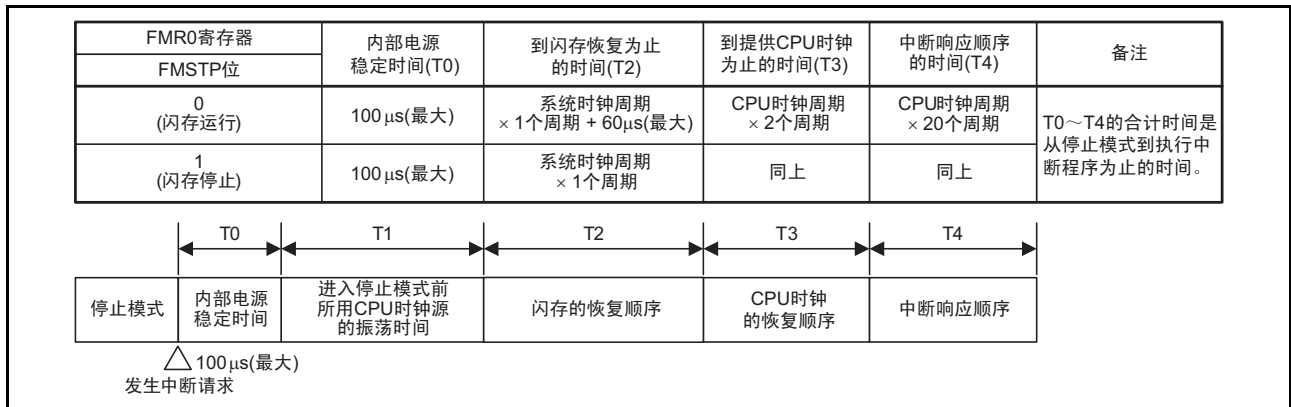 FMR0寄存器
FMSTP位
内部电源
稳定时间(T0)
到闪存恢复为止
的时间(T2)
到提供CPU时钟
为止的时间(T3)
中断响应顺序
的时间(T4)
备注
0
(闪存运行)
100μs(最大)
系统时钟周期
× 1个周期 + 60μs(最大)
CPU时钟周期
× 2个周期
CPU时钟周期
× 20个周期
T0～T4的合计时间是
从停止模式到执行中
断程序为止的时间。
1
(闪存停止)
100μs(最大)
系统时钟周期
× 1个周期
同上
同上
T0
T1
T2
T3
T4
停止模式
内部电源
稳定时间
进入停止模式前
所用CPU时钟源
的振荡时间
闪存的恢复顺序
CPU时钟
的恢复顺序
中断响应顺序
100μs(最大)
发生中断请求